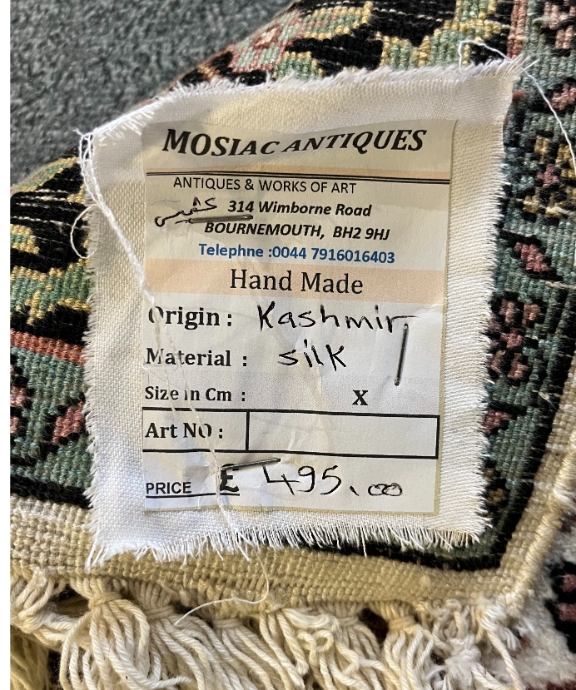 MOSIAC ANTIQUES
ANTIQUES & WORKS OF ART
314 Wimborne Road
BOURNEMOUTH, BH2 9HJ
Telephne :0044 7916016403
Hand Made
Origin : Kashmir
Material : silk
Size in Cm : X
Art NO :
PRICE £ 495.00